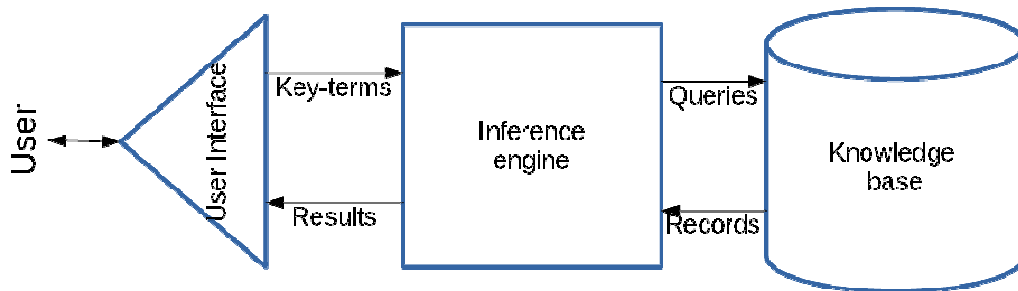 User
User Interface
Key-terms
Results
Inference
engine
Queries
Records
Knowledge
base